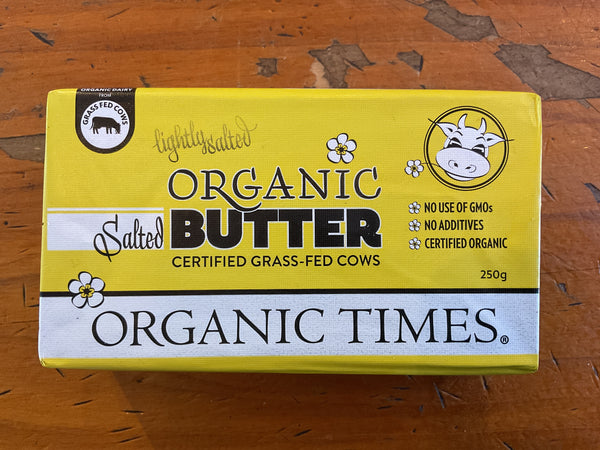 ORGANIC DAIRY
FROM
GRASS FED COWS
lightly salted
ORGANIC
Salted BUTTER
CERTIFIED GRASS-FED COWS
NO USE OF GMOs
NO ADDITIVES
CERTIFIED ORGANIC
250g
ORGANIC TIMES®